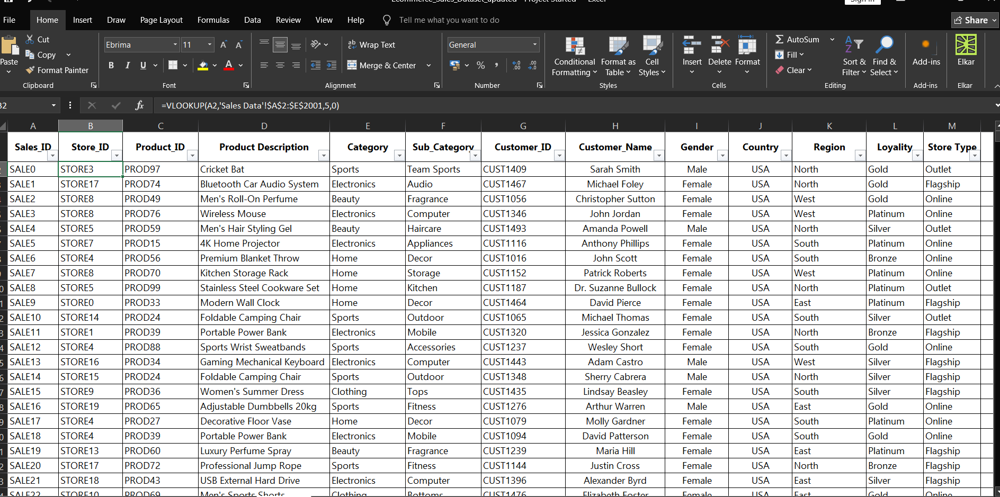 Ecommerce_Sales_Dataset_updated - Project Started - Excel
Sign in
File Home Insert Draw Page Layout Formulas Data Review View Help Tell me what you want to do Share
Paste
Cut
Copy
Format Painter
Clipboard
Ebrima 11
B I U
Font
ab Wrap Text
Merge & Center
Alignment
General
% , .00 .0
Number
Conditional Formatting
Format as Table
Cell Styles
Styles
Insert Delete Format
Cells
AutoSum
Fill
Clear
Sort & Filter
Find & Select
Editing
Add-ins
Add-ins
Elkar
Elkar
fx =VLOOKUP(A2,'Sales Data'!$A$2:$E$2001,5,0)
A B C D E F G H I J K L M
Sales_ID Store_ID Product_ID Product Description Category Sub_Category Customer_ID Customer_Name Gender Country Region Loyality Store Type
SALE0 STORE3 PROD97 Cricket Bat Sports Team Sports CUST1409 Sarah Smith Male USA North Gold Outlet
SALE1 STORE17 PROD74 Bluetooth Car Audio System Electronics Audio CUST1467 Michael Foley Female USA North Gold Flagship
SALE2 STORE8 PROD49 Men's Roll-On Perfume Beauty Fragrance CUST1056 Christopher Sutton Female USA West Gold Online
SALE3 STORE8 PROD76 Wireless Mouse Electronics Computer CUST1346 John Jordan Female USA West Platinum Online
SALE4 STORE5 PROD59 Men's Hair Styling Gel Beauty Haircare CUST1493 Amanda Powell Male USA North Silver Outlet
SALE5 STORE7 PROD15 4K Home Projector Electronics Appliances CUST1116 Anthony Phillips Female USA South Platinum Online
SALE6 STORE4 PROD56 Premium Blanket Throw Home Decor CUST1016 John Scott Female USA South Bronze Online
SALE7 STORE8 PROD70 Kitchen Storage Rack Home Storage CUST1152 Patrick Roberts Female USA West Platinum Online
SALE8 STORE5 PROD99 Stainless Steel Cookware Set Home Kitchen CUST1187 Dr. Suzanne Bullock Female USA North Platinum Outlet
SALE9 STORE0 PROD33 Modern Wall Clock Home Decor CUST1464 David Pierce Female USA East Platinum Flagship
SALE10 STORE14 PROD24 Foldable Camping Chair Sports Outdoor CUST1065 Michael Thomas Female USA South Silver Outlet
SALE11 STORE1 PROD39 Portable Power Bank Electronics Mobile CUST1320 Jessica Gonzalez Female USA North Bronze Flagship
SALE12 STORE4 PROD88 Sports Wrist Sweatbands Sports Accessories CUST1237 Wesley Short Female USA South Gold Online
SALE13 STORE16 PROD34 Gaming Mechanical Keyboard Electronics Computer CUST1443 Adam Castro Male USA West Silver Flagship
SALE14 STORE15 PROD24 Foldable Camping Chair Sports Outdoor CUST1348 Sherry Cabrera Male USA North Silver Flagship
SALE15 STORE9 PROD36 Women's Summer Dress Clothing Tops CUST1435 Lindsay Beasley Female USA South Silver Flagship
SALE16 STORE19 PROD65 Adjustable Dumbbells 20kg Sports Fitness CUST1276 Arthur Warren Male USA East Gold Online
SALE17 STORE4 PROD27 Decorative Floor Vase Home Decor CUST1079 Molly Gardner Female USA South Platinum Online
SALE18 STORE4 PROD39 Portable Power Bank Electronics Mobile CUST1094 David Patterson Female USA South Gold Online
SALE19 STORE13 PROD60 Luxury Perfume Spray Beauty Fragrance CUST1239 Maria Hill Female USA East Platinum Flagship
SALE20 STORE17 PROD72 Professional Jump Rope Sports Fitness CUST1144 Justin Cross Female USA North Bronze Flagship
SALE21 STORE18 PROD43 USB External Hard Drive Electronics Computer CUST1396 Alexander Byrd Female USA East Silver Flagship
SALE22 STORE10 PROD69 Men's Sports Shorts Clothing Bottoms CUST1476 Elizabeth Foster Female USA East Gold Online